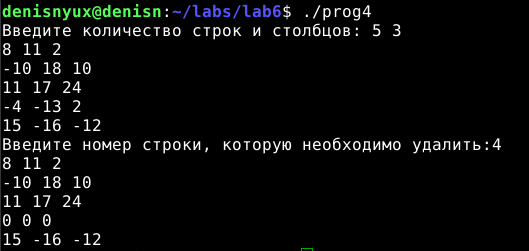 denisnyux@denisn:~/labs/lab6$ ./prog4
Введите количество строк и столбцов: 5 3
8 11 2
-10 18 10
11 17 24
-4 -13 2
15 -16 -12
Введите номер строки, которую необходимо удалить:4
8 11 2
-10 18 10
11 17 24
0 0 0
15 -16 -12